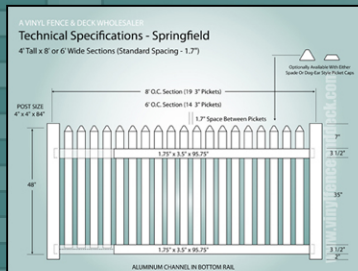 A VINYL FENCE & DECK WHOLESALER
Technical Specifications - Springfield
4' Tall x 8' or 6' Wide Sections (Standard Spacing - 1.7")
Optionally Available With Either
Spade Or Dog-Ear Style Picket Caps
8' O.C. Section (19 3" Pickets)
6' O.C. Section (14 3" Pickets)
POST SIZE
4" x 4" x 84"
1.7" Space Between Pickets
7"
1.75" x 3.5" x 95.75"
3 1/2"
48"
35"
1.75" x 3.5" x 95.75"
3 1/2"
2"
ALUMINUM CHANNEL IN BOTTOM RAIL